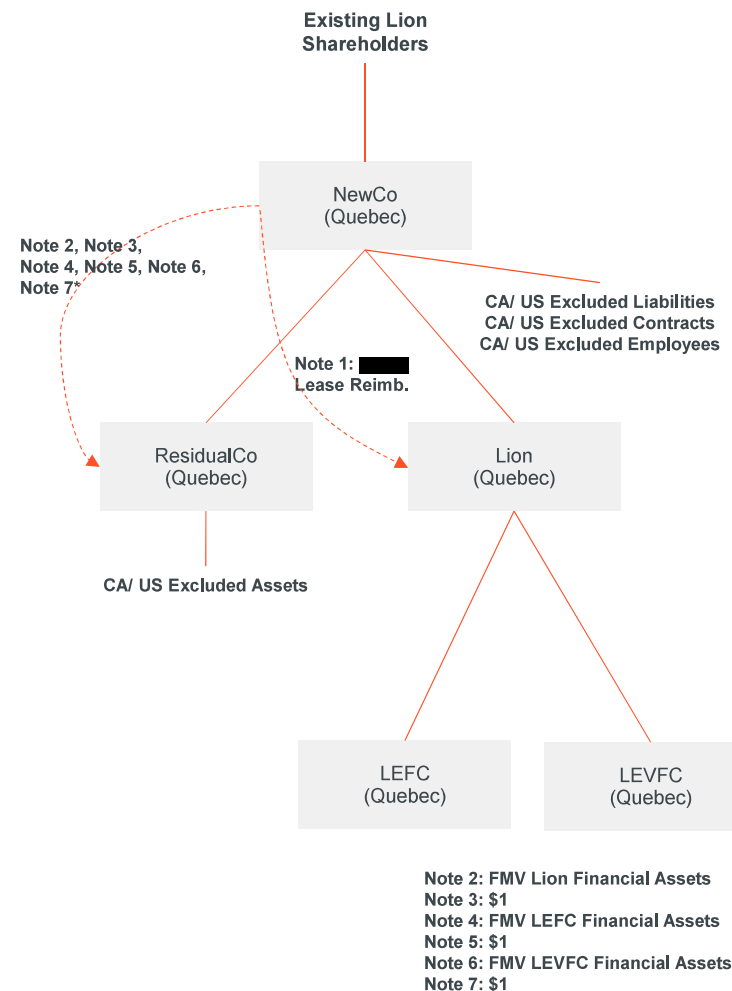 Existing Lion
Shareholders
NewCo
(Quebec)
Note 2, Note 3,
Note 4, Note 5, Note 6,
Note 7*
CA/ US Excluded Liabilities
CA/ US Excluded Contracts
CA/ US Excluded Employees
Note 1:
Lease Reimb.
ResidualCo
(Quebec)
Lion
(Quebec)
CA/ US Excluded Assets
LEFC
(Quebec)
LEVFC
(Quebec)
Note 2: FMV Lion Financial Assets
Note 3: $1
Note 4: FMV LEFC Financial Assets
Note 5: $1
Note 6: FMV LEVFC Financial Assets
Note 7: $1